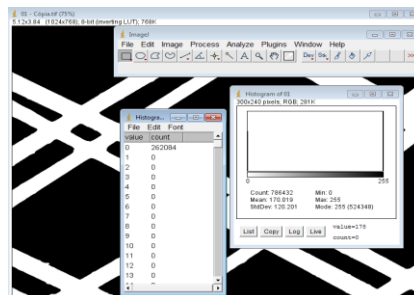 01 - Cópia.tif (75%)
5.12x3.84 (1024x768); 8-bit (inverting LUT); 768K
ImageJ
File Edit Image Process Analyze Plugins Window Help
Dev Stk
Histogra...
File Edit Font
value count
0 262084
1 0
2 0
3 0
4 0
5 0
6 0
7 0
8 0
9 0
10 0
11 0
12 0
13 0
Histogram of 01
300x240 pixels; RGB; 281K
0 255
Count: 786432 Min: 0
Mean: 170.019 Max: 255
StdDev: 120.201 Mode: 255 (524348)
List Copy Log Live
value=178
count=0